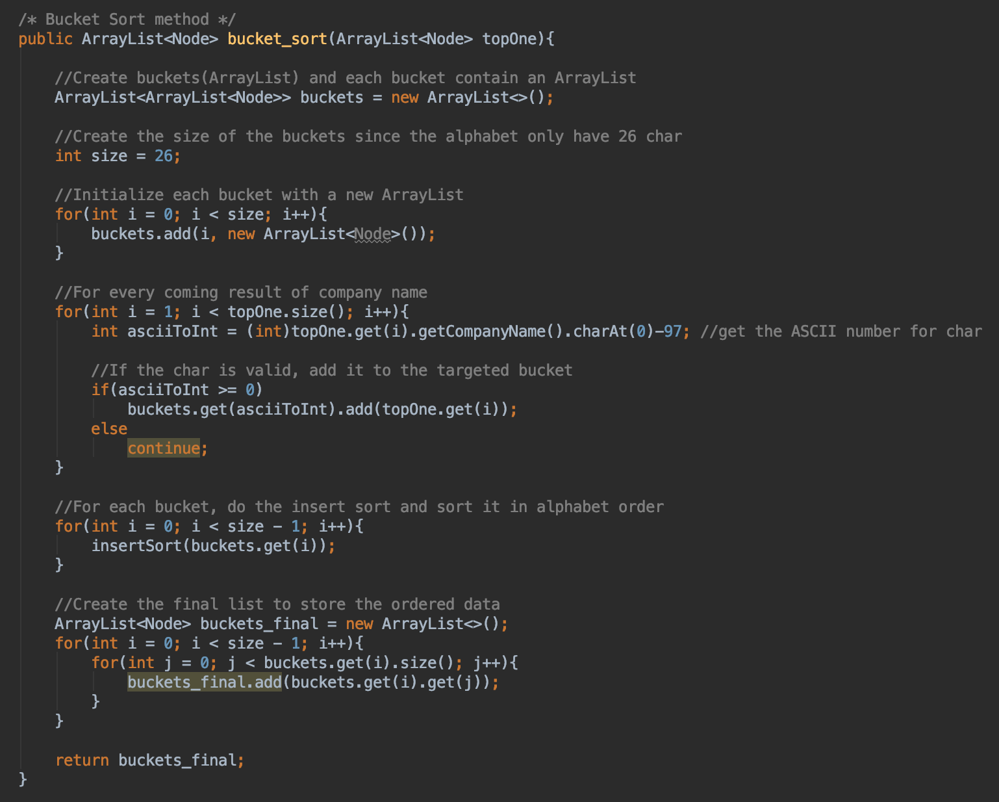 /* Bucket Sort method */
public ArrayList<Node> bucket_sort(ArrayList<Node> topOne){
//Create buckets(ArrayList) and each bucket contain an ArrayList
ArrayList<ArrayList<Node>> buckets = new ArrayList<>();
//Create the size of the buckets since the alphabet only have 26 char
int size = 26;
//Initialize each bucket with a new ArrayList
for(int i = 0; i < size; i++){
buckets.add(i, new ArrayList<Node>());
}
//For every coming result of company name
for(int i = 1; i < topOne.size(); i++){
int asciiToInt = (int)topOne.get(i).getCompanyName().charAt(0)-97; //get the ASCII number for char
//If the char is valid, add it to the targeted bucket
if(asciiToInt >= 0)
buckets.get(asciiToInt).add(topOne.get(i));
else
continue;
}
//For each bucket, do the insert sort and sort it in alphabet order
for(int i = 0; i < size - 1; i++){
insertSort(buckets.get(i));
}
//Create the final list to store the ordered data
ArrayList<Node> buckets_final = new ArrayList<>();
for(int i = 0; i < size - 1; i++){
for(int j = 0; j < buckets.get(i).size(); j++){
buckets_final.add(buckets.get(i).get(j));
}
}
return buckets_final;
}